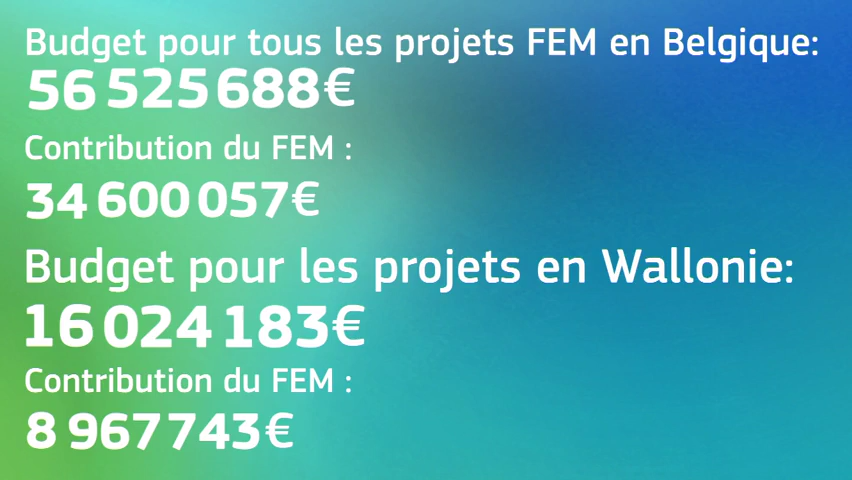 Budget pour tous les projets FEM en Belgique:
56 525 688€
Contribution du FEM :
34 600 057€
Budget pour les projets en Wallonie:
16 024 183€
Contribution du FEM :
8 967 743€